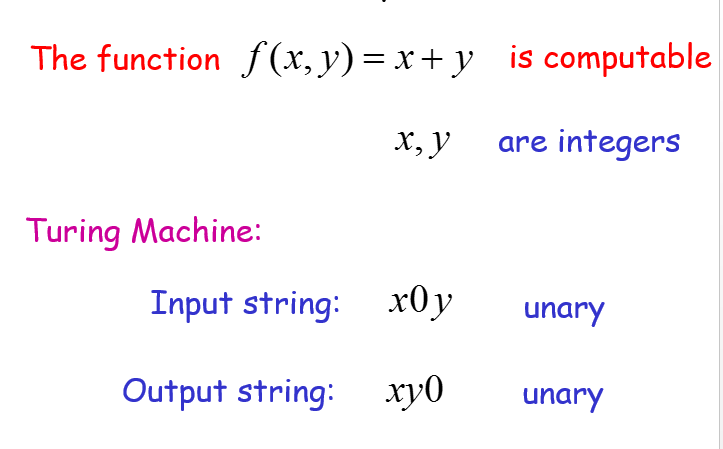 The function f(x, y) = x + y is computable
x, y are integers
Turing Machine:
Input string: x0y unary
Output string: xy0 unary